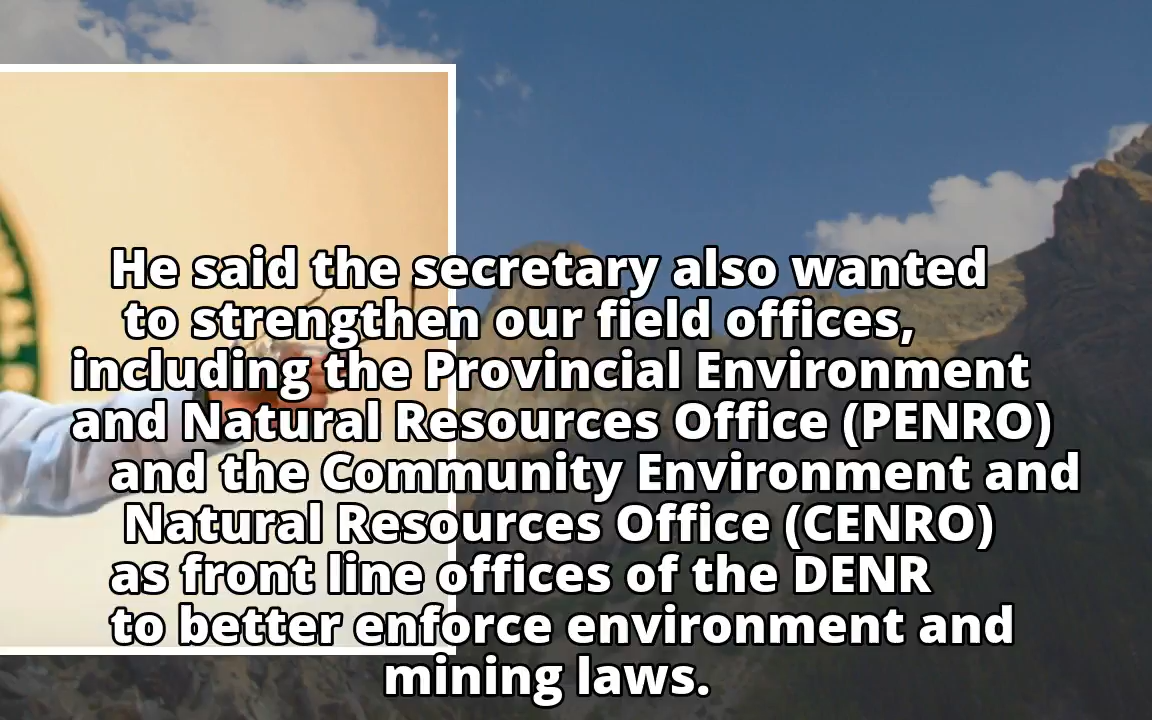 He said the secretary also wanted
to strengthen our field offices,
including the Provincial Environment
and Natural Resources Office (PENRO)
and the Community Environment and
Natural Resources Office (CENRO)
as front line offices of the DENR
to better enforce environment and
mining laws.